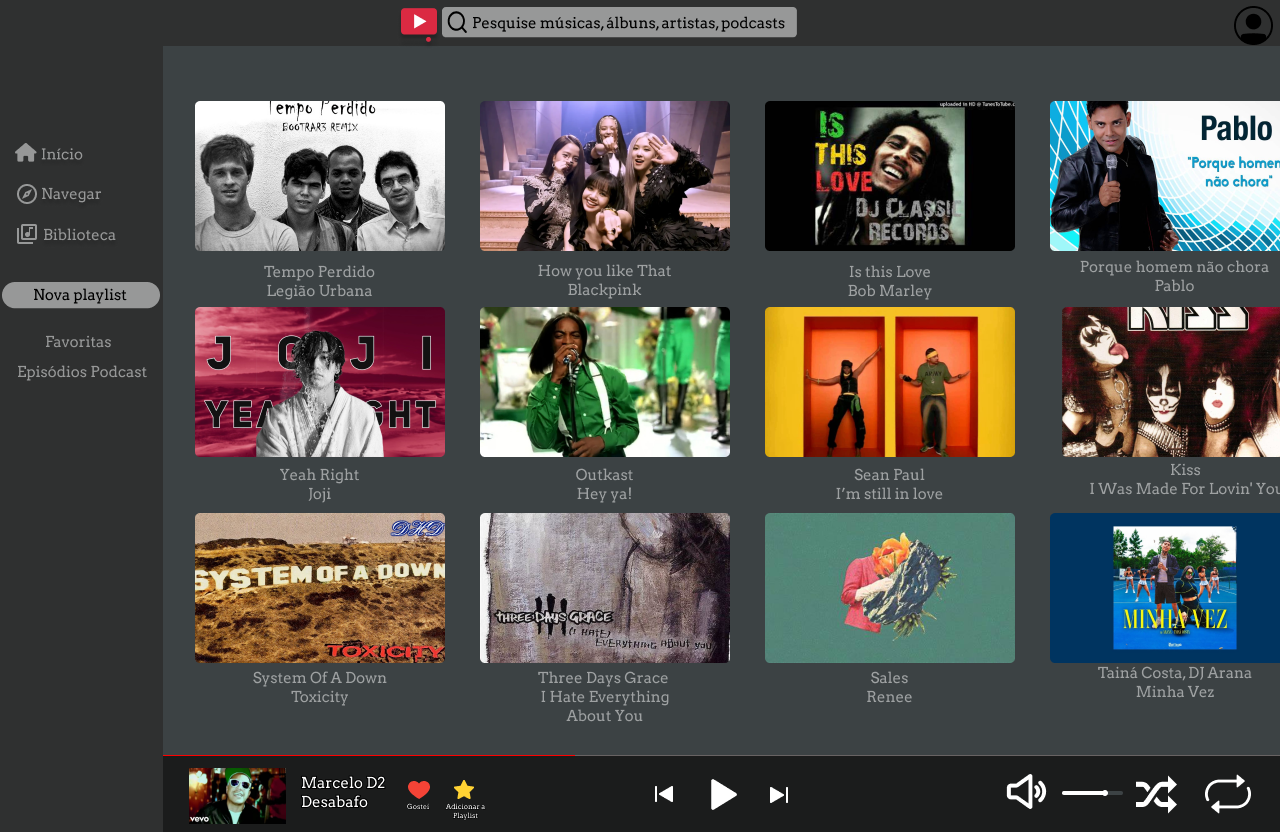 Pesquise músicas, álbuns, artistas, podcasts
Início
Navegar
Biblioteca
Nova playlist
Favoritas
Episódios Podcast
Tempo Perdido
BOOTRAR3 REMIX
Tempo Perdido
Legião Urbana
How you like That
Blackpink
uploaded in HD @ TunesToTube.c
IS
THIS
LOVE
DJ CLASSIC
RECORDS
Is this Love
Bob Marley
Pablo
"Porque homem
não chora"
Porque homem não chora
Pablo
JOJI
YEA GHT
Yeah Right
Joji
Outkast
Hey ya!
Sean Paul
I'm still in love
KISS
Kiss
I Was Made For Lovin' You
DKD
SYSTEM OF A DOWN
TOXICITY
System Of A Down
Toxicity
THREE DAYS GRACE
(I HATE)
EVERYTHING ABOUT YOU
Three Days Grace
I Hate Everything
About You
Sales
Renee
MINHA VEZ
Tainá Costa, DJ Arana
Minha Vez
vevo
Marcelo D2
Desabafo
Gostei
Adicionar a
Playlist